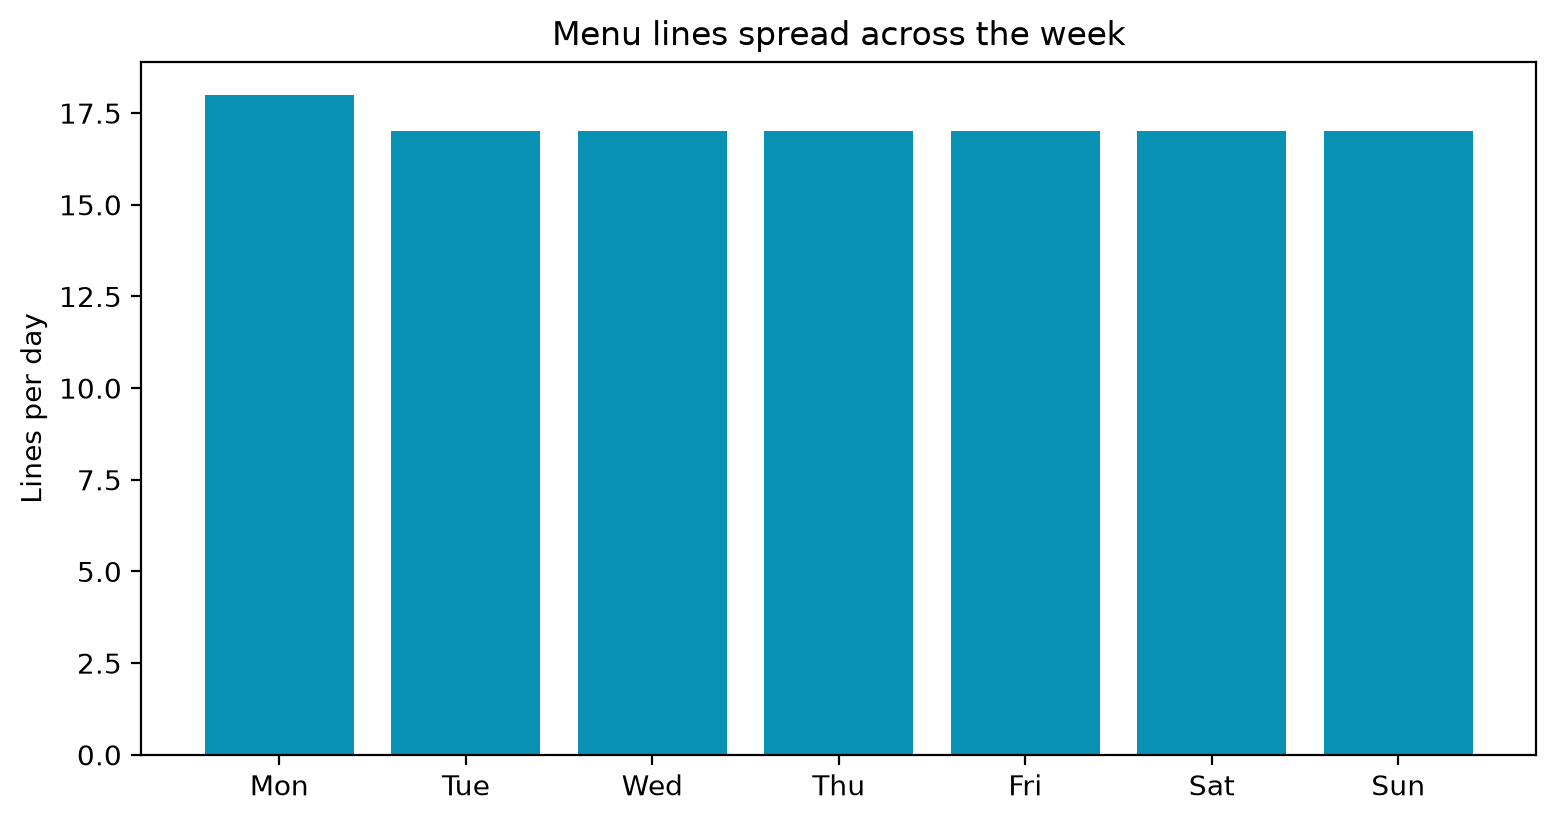 Menu lines spread across the week
Lines per day
17.5
15.0
12.5
10.0
7.5
5.0
2.5
0.0
Mon Tue Wed Thu Fri Sat Sun